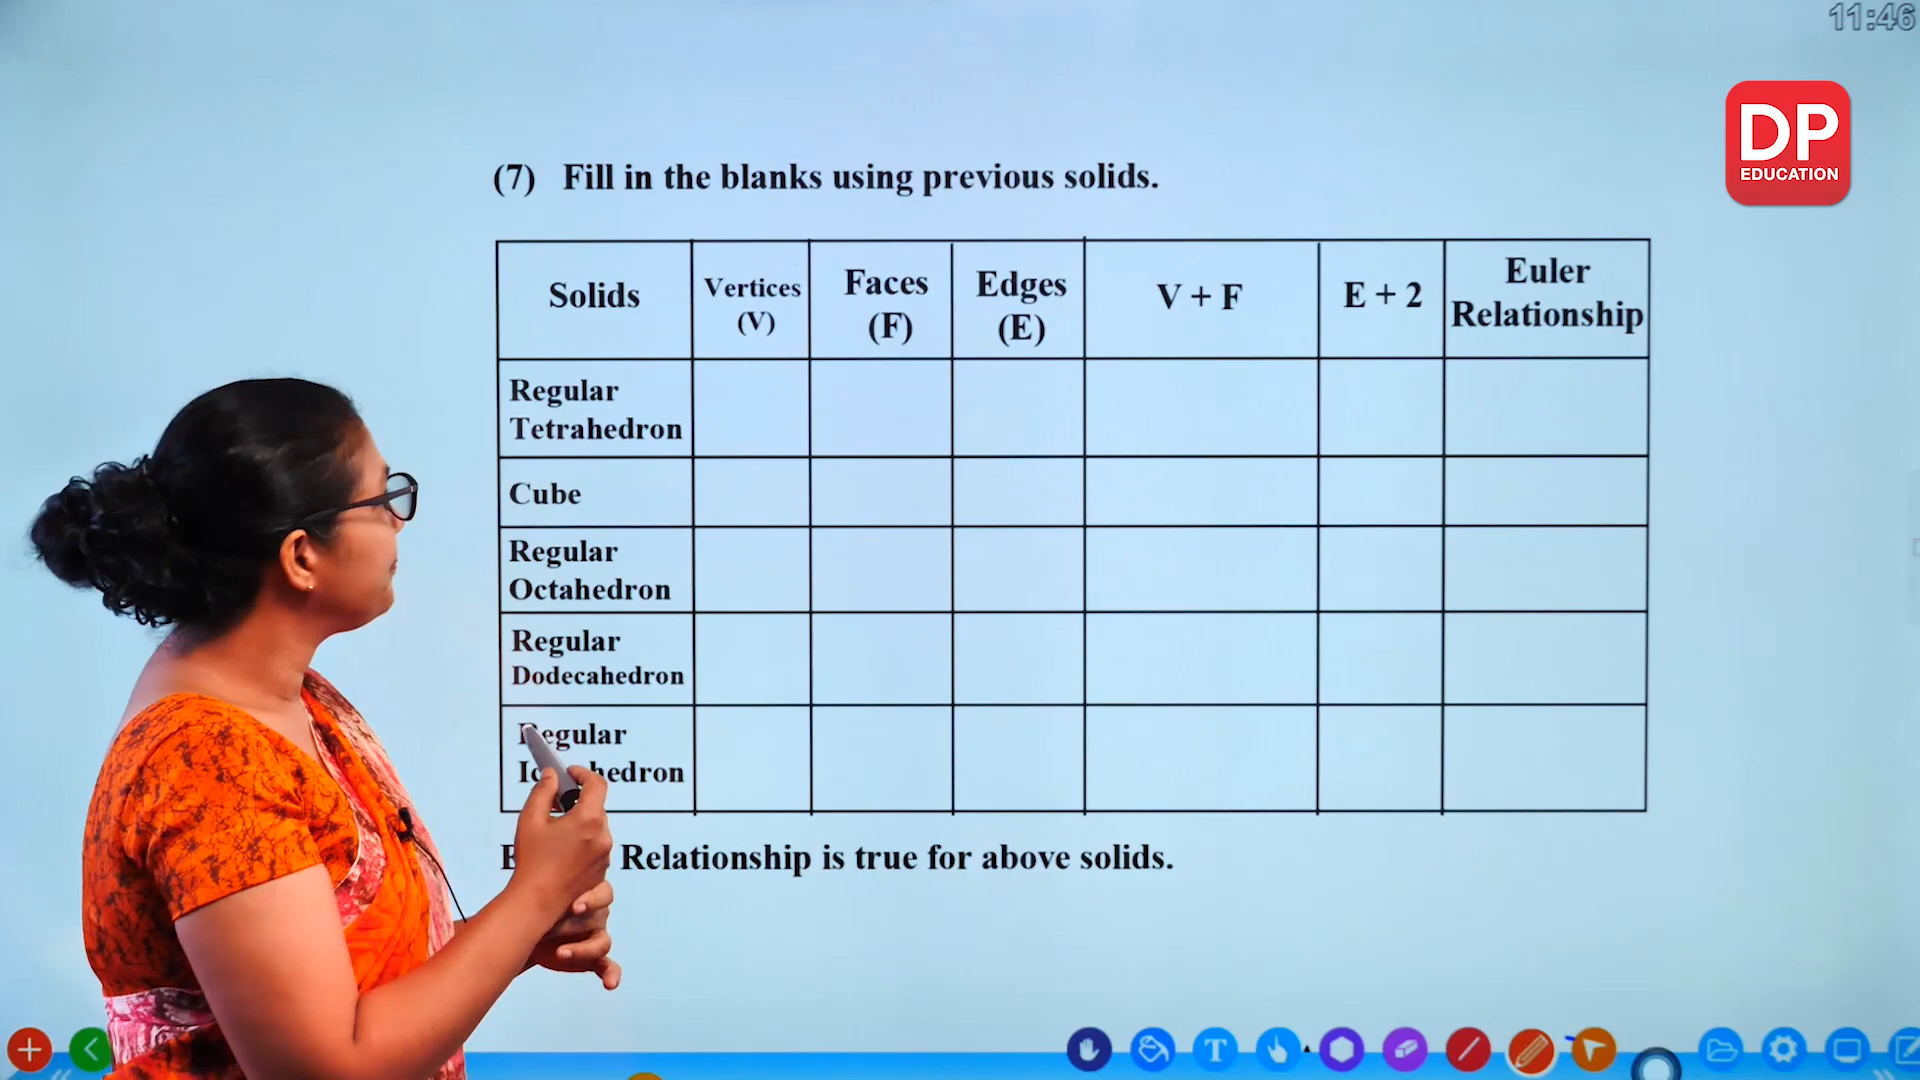 11:46
DP
EDUCATION
(7) Fill in the blanks using previous solids.
Solids
Vertices
(V)
Faces
(F)
Edges
(E)
V + F
E + 2
Euler
Relationship
Regular
Tetrahedron
Cube
Regular
Octahedron
Regular
Dodecahedron
Regular
hedron
Relationship is true for above solids.
T